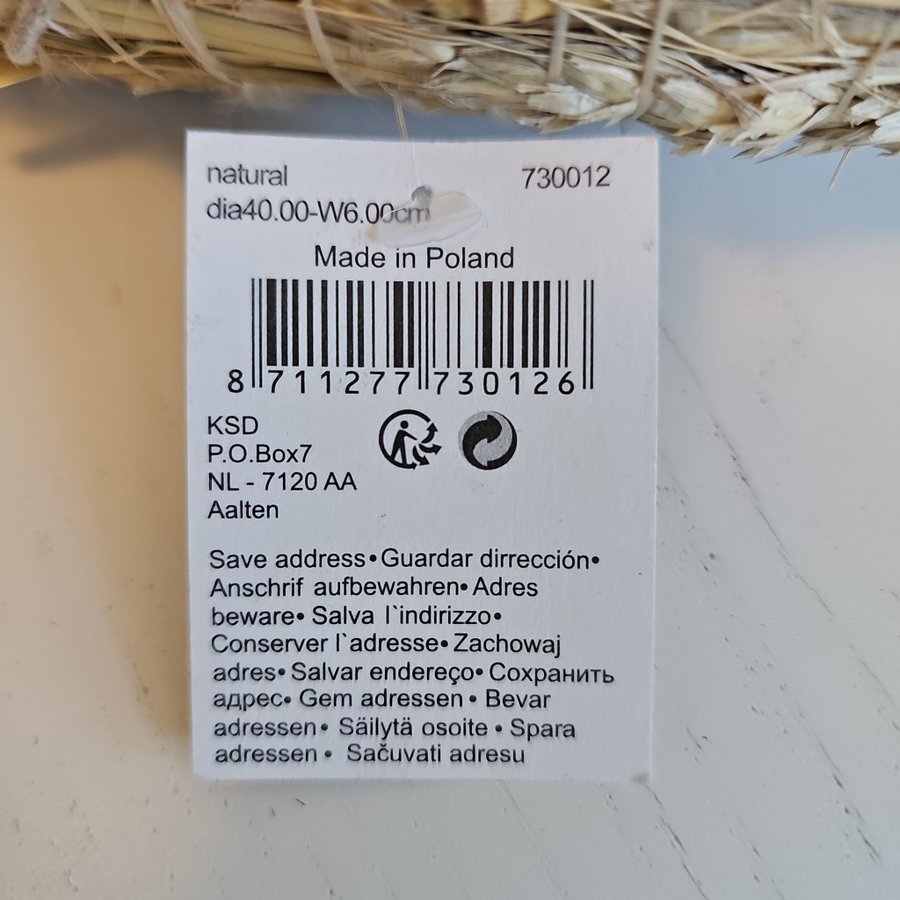 natural 730012
dia40.00-W6.00cm
Made in Poland
8 711277 730126
KSD
P.O.Box7
NL - 7120 AA
Aalten
Save address• Guardar dirrección•
Anschrif aufbewahren• Adres
beware• Salva l`indirizzo•
Conserver l`adresse• Zachowaj
adres• Salvar endereço• Сохранить
адрес• Gem adressen • Bevar
adressen • Säilytä osoite • Spara
adressen • Sačuvati adresu